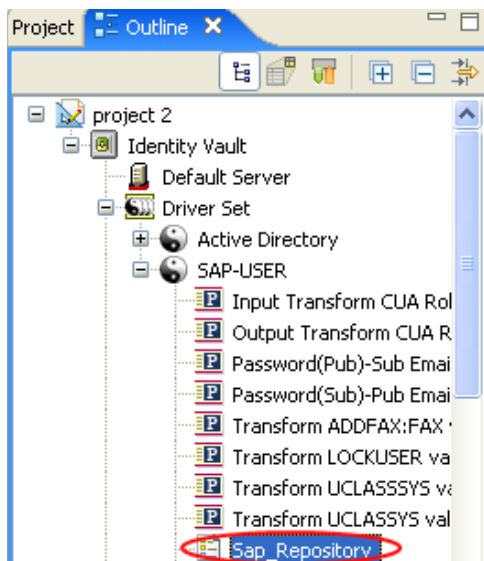 Project Outline
project 2
Identity Vault
Default Server
Driver Set
Active Directory
SAP-USER
Input Transform CUA Rol
Output Transform CUA R
Password(Pub)-Sub Emai
Password(Sub)-Pub Emai
Transform ADDFAX:FAX
Transform LOCKUSER va
Transform UCLASSSYS va
Transform UCLASSYS val
Sap_Repository